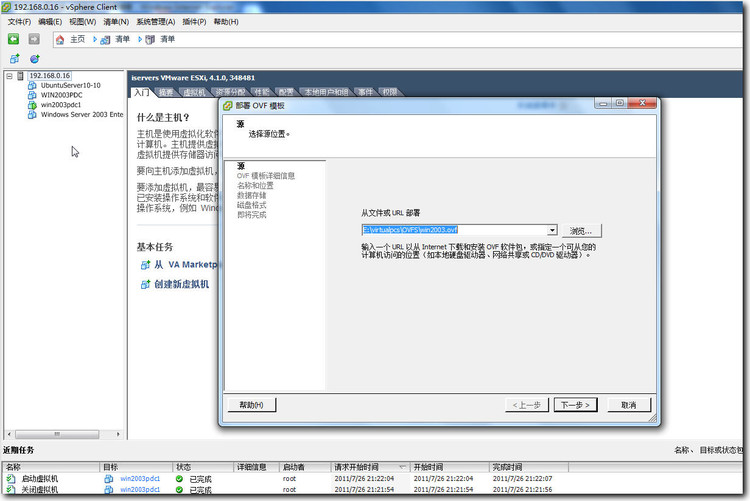 192.168.0.16 - vSphere Client
文件(F) 编辑(E) 视图(W) 清单(N) 系统管理(A) 插件(P) 帮助(H)
主页 清单 清单
192.168.0.16
UbuntuServer10-10
WIN2003PDC
win2003pdc1
Windows Server 2003 Ente
iservers VMware ESXi, 4.1.0, 348481
入门 摘要 虚拟机 资源分配 性能 配置 本地用户和组 事件 权限
什么是主机?
主机是使用虚拟化软件
计算机。主机提供虚拟
虚拟机提供存储器访问
要向主机添加虚拟机,
要添加虚拟机,最容易
已安装操作系统和软件
操作系统,例如 Wind
基本任务
从 VA Marketp
创建新虚拟机
部署 OVF 模板
源
选择源位置。
源
OVF 模板详细信息
名称和位置
数据存储
磁盘格式
即将完成
从文件或 URL 部署
E:\virtualpcs\OVFS\win2003.ovf 浏览...
输入一个 URL 以从 Internet 下载和安装 OVF 软件包,或指定一个可从您的
计算机访问的位置(如本地硬盘驱动器、网络共享或 CD/DVD 驱动器)。
帮助(H) < 上一步 下一步 > 取消
近期任务 名称、目标或状态包
名称 目标 状态 详细信息 启动者 请求开始时间 开始时间 完成时间
启动虚拟机 win2003pdc1 已完成 root 2011/7/26 21:22:04 2011/7/26 21:22:04 2011/7/26 21:22:07
关闭虚拟机 win2003pdc1 已完成 root 2011/7/26 21:21:54 2011/7/26 21:21:54 2011/7/26 21:21:56